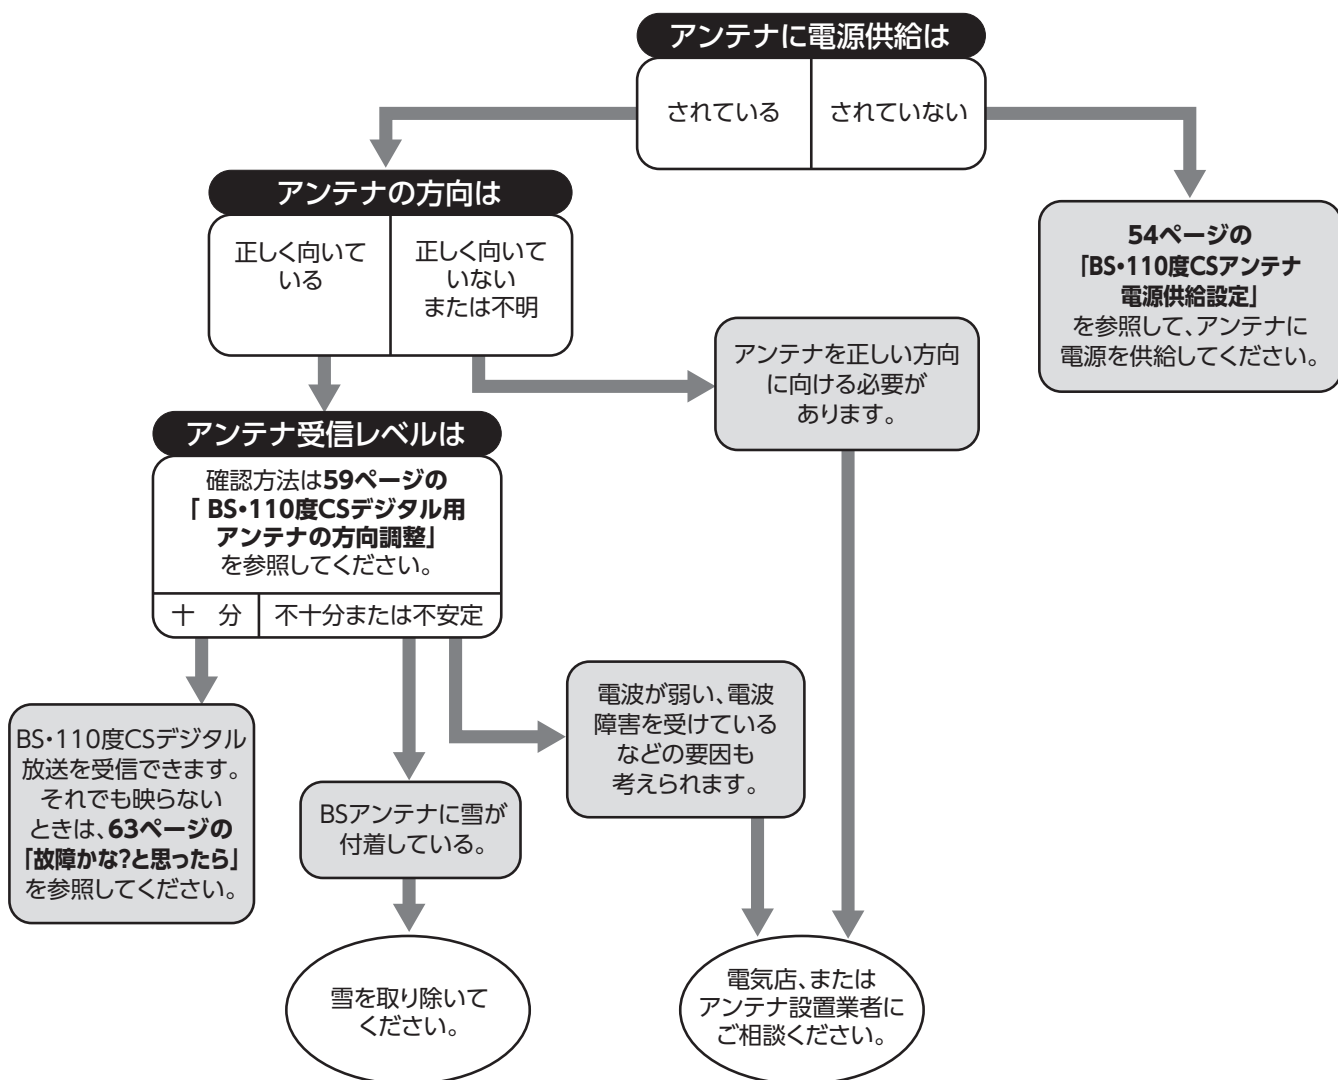 アンテナに電源供給は
されている
されていない
アンテナの方向は
正しく向いて
いる
正しく向いて
いない
または不明
54ページの
「BS・110度CSアンテナ
電源供給設定」
を参照して、アンテナに
電源を供給してください。
アンテナを正しい方向
に向ける必要が
あります。
アンテナ受信レベルは
確認方法は59ページの
「 BS・110度CSデジタル用
アンテナの方向調整」
を参照してください。
十　分
不十分または不安定
電波が弱い、電波
障害を受けている
などの要因も
考えられます。
BS・110度CSデジタル
放送を受信できます。
それでも映らない
ときは、63ページの
「故障かな?と思ったら」
を参照してください。
BSアンテナに雪が
付着している。
雪を取り除いて
ください。
電気店、または
アンテナ設置業者に
ご相談ください。